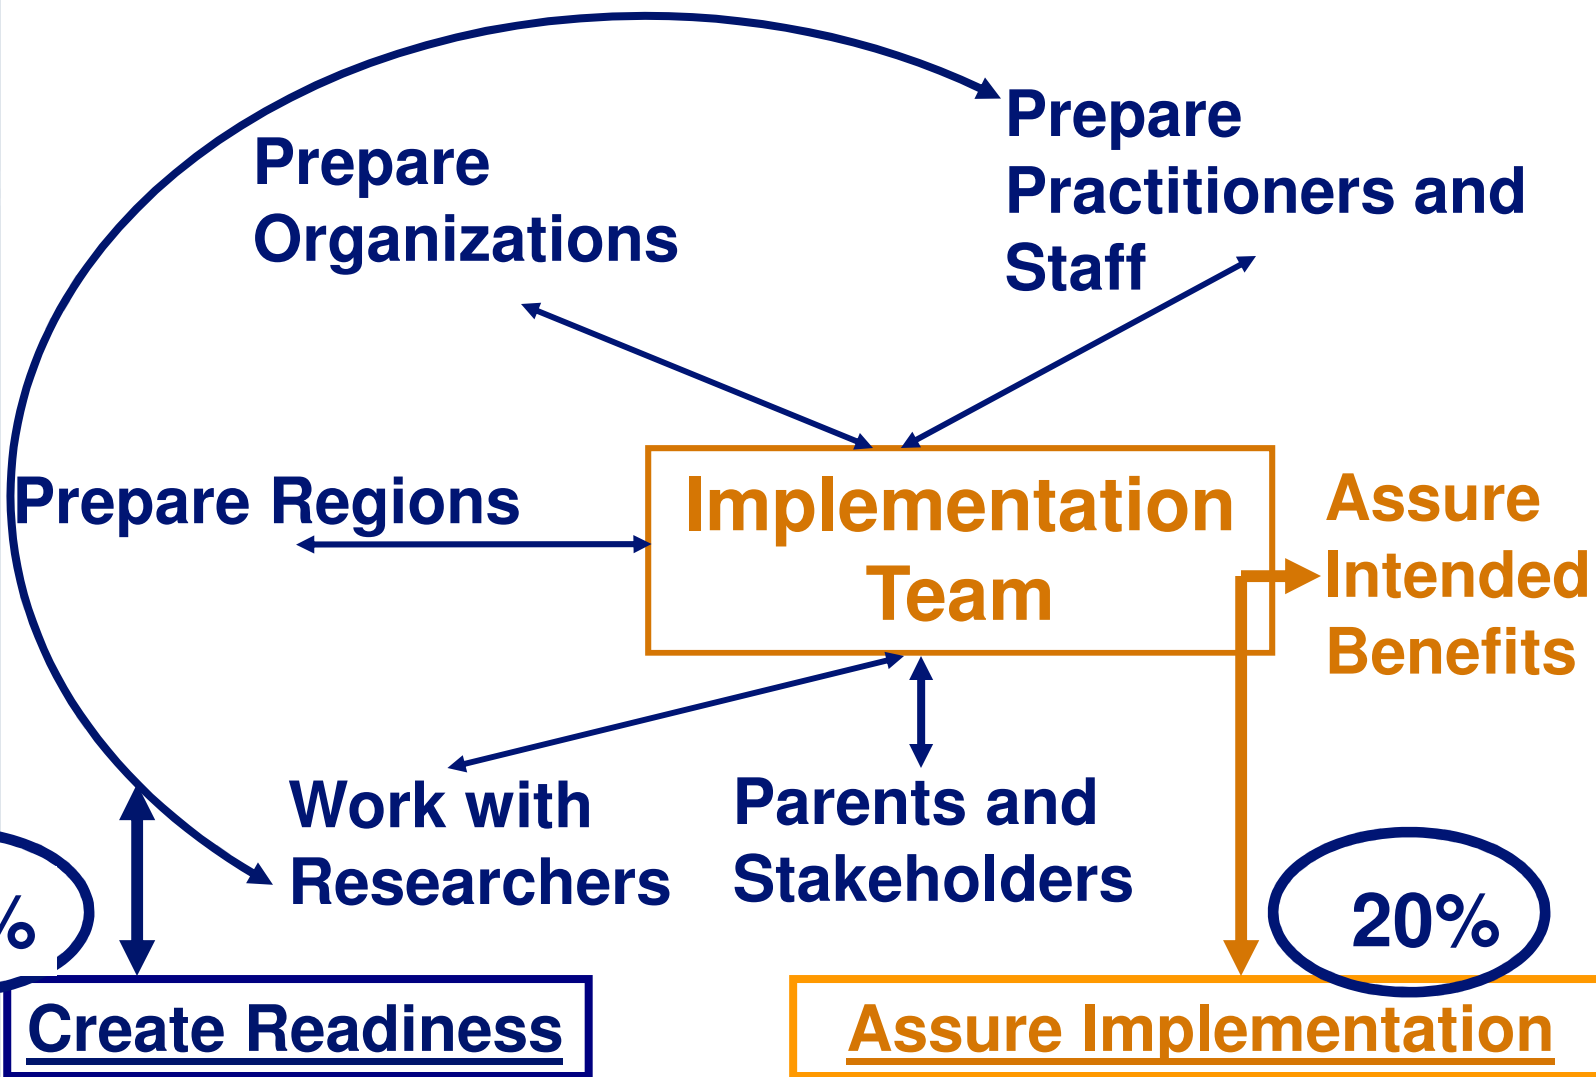 Prepare
Organizations
Prepare
Practitioners and
Staff
Prepare Regions
Implementation
Team
Assure
Intended
Benefits
Work with
Researchers
Parents and
Stakeholders
%
20%
Create Readiness
Assure Implementation